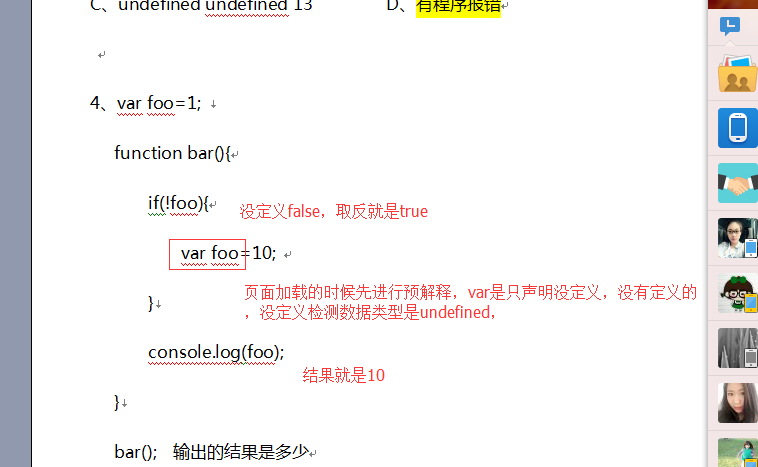 C、undefined undefined 13 D、有程序报错
4、var foo=1;
function bar(){
if(!foo){ 没定义false，取反就是true
var foo=10;
页面加载的时候先进行预解释，var是只声明没定义，没有定义的
} ，没定义检测数据类型是undefined，
console.log(foo);
结果就是10
}
bar(); 输出的结果是多少